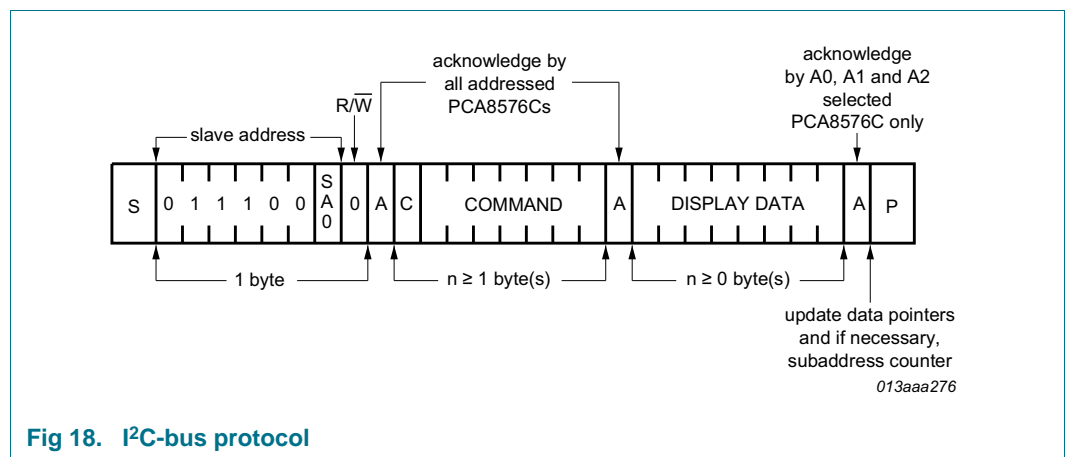 acknowledge by
all addressed
PCA8576Cs
acknowledge
by A0, A1 and A2
selected
PCA8576C only
R/W̅
slave address
S 0 1 1 1 0 0 SA0 0 A C COMMAND A DISPLAY DATA A P
1 byte
n ≥ 1 byte(s)
n ≥ 0 byte(s)
update data pointers
and if necessary,
subaddress counter
013aaa276
Fig 18. I²C-bus protocol